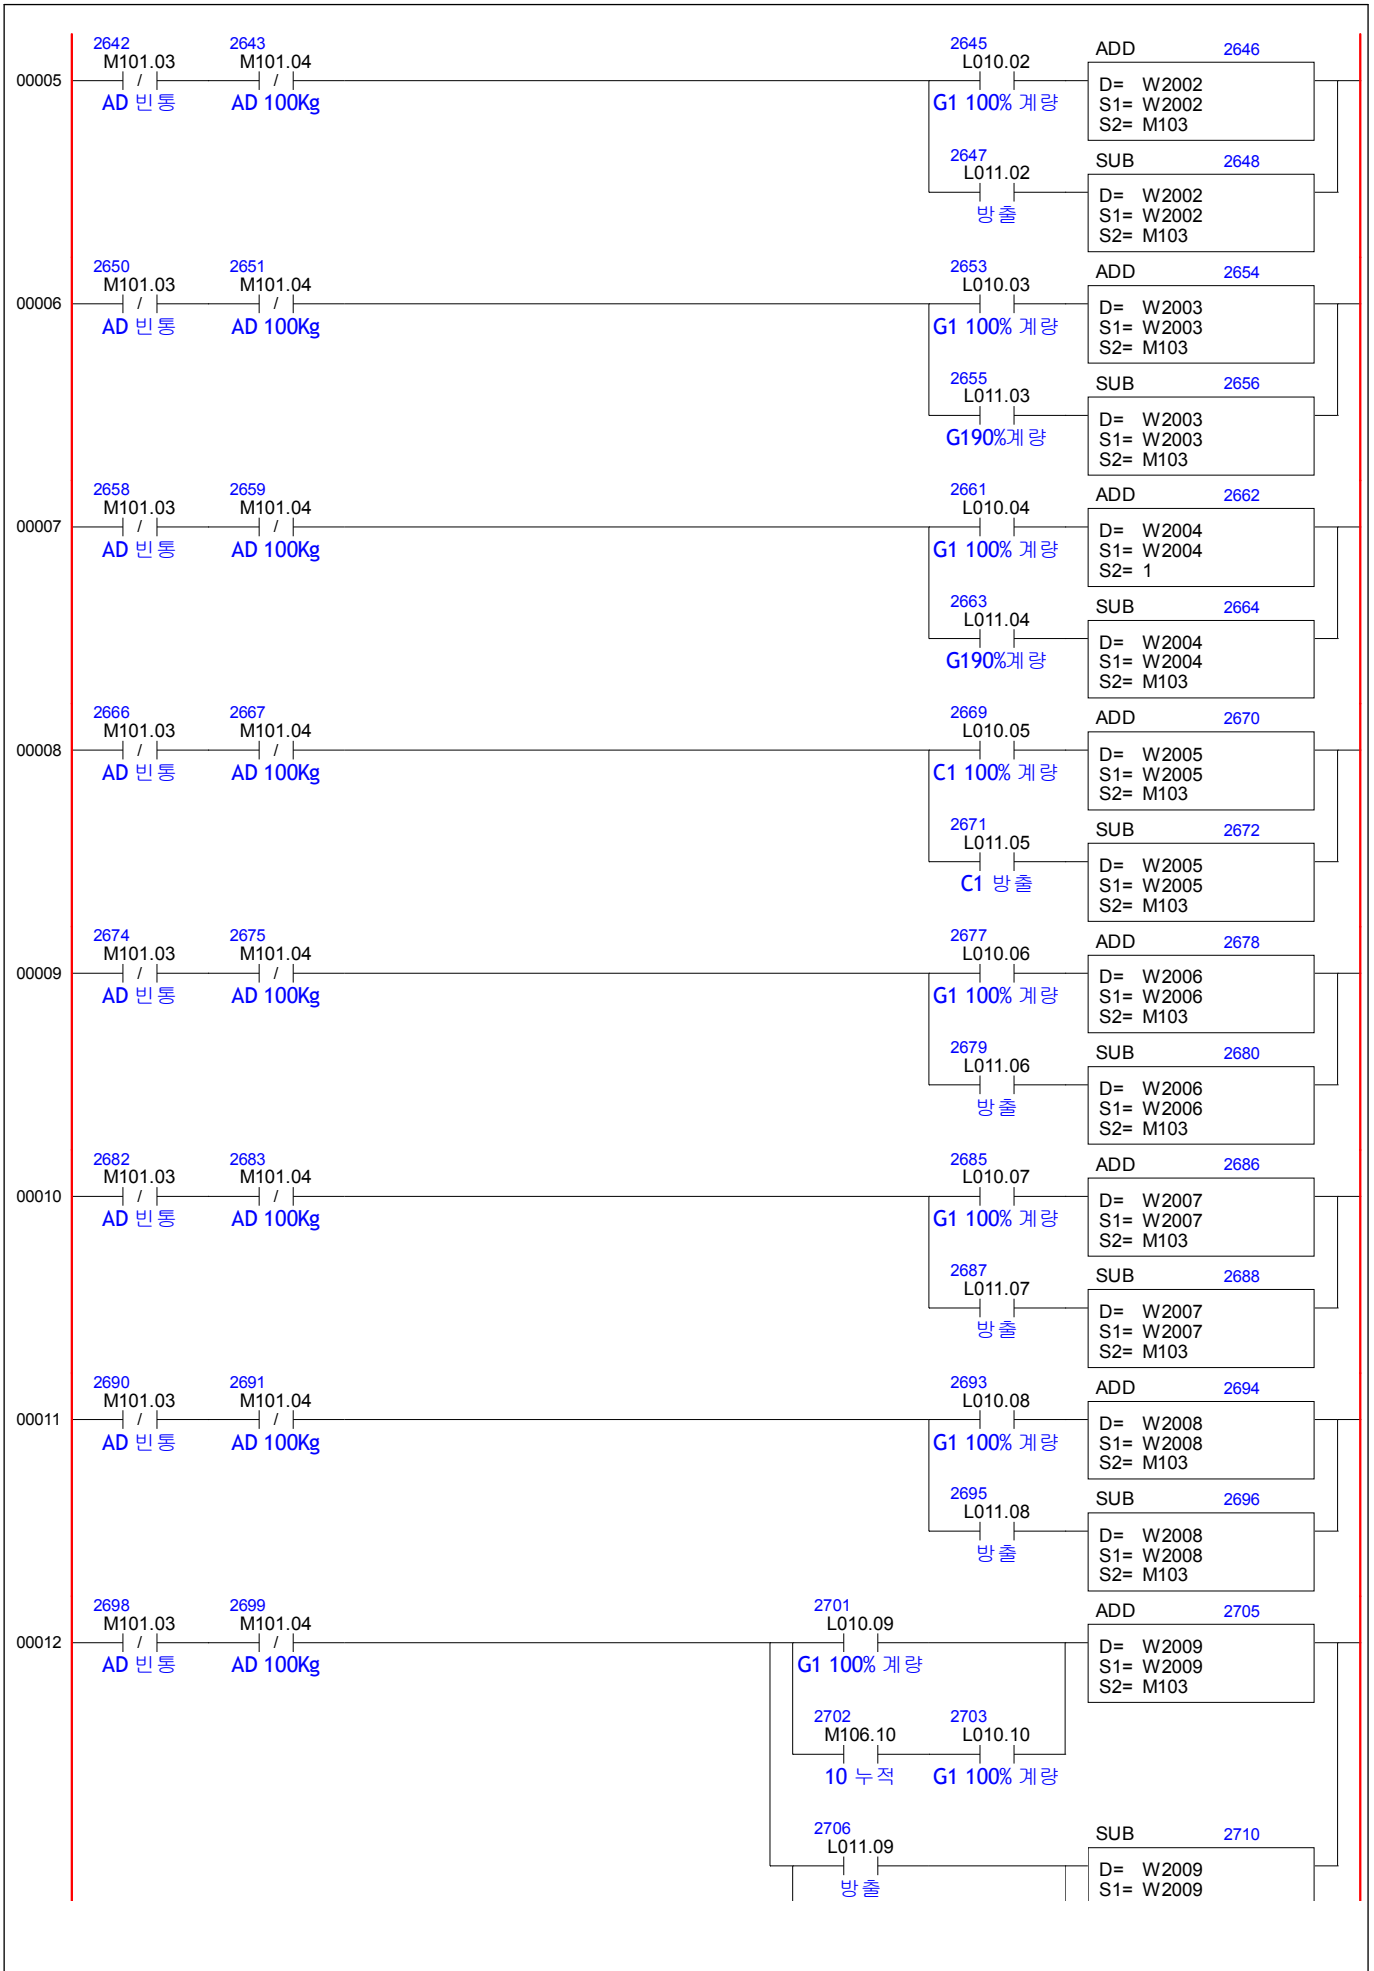 2642 2643 2645 ADD 2646
M101.03 M101.04 L010.02
00005 / / D= W2002
AD 빈통 AD 100Kg G1 100% 계량 S1= W2002
S2= M103
2647 SUB 2648
L011.02
D= W2002
방출 S1= W2002
S2= M103
2650 2651 2653 ADD 2654
M101.03 M101.04 L010.03
00006 / / D= W2003
AD 빈통 AD 100Kg G1 100% 계량 S1= W2003
S2= M103
2655 SUB 2656
L011.03
D= W2003
G190%계량 S1= W2003
S2= M103
2658 2659 2661 ADD 2662
M101.03 M101.04 L010.04
00007 / / D= W2004
AD 빈통 AD 100Kg G1 100% 계량 S1= W2004
S2= 1
2663 SUB 2664
L011.04
D= W2004
G190%계량 S1= W2004
S2= M103
2666 2667 2669 ADD 2670
M101.03 M101.04 L010.05
00008 / / D= W2005
AD 빈통 AD 100Kg C1 100% 계량 S1= W2005
S2= M103
2671 SUB 2672
L011.05
D= W2005
C1 방출 S1= W2005
S2= M103
2674 2675 2677 ADD 2678
M101.03 M101.04 L010.06
00009 / / D= W2006
AD 빈통 AD 100Kg G1 100% 계량 S1= W2006
S2= M103
2679 SUB 2680
L011.06
D= W2006
방출 S1= W2006
S2= M103
2682 2683 2685 ADD 2686
M101.03 M101.04 L010.07
00010 / / D= W2007
AD 빈통 AD 100Kg G1 100% 계량 S1= W2007
S2= M103
2687 SUB 2688
L011.07
D= W2007
방출 S1= W2007
S2= M103
2690 2691 2693 ADD 2694
M101.03 M101.04 L010.08
00011 / / D= W2008
AD 빈통 AD 100Kg G1 100% 계량 S1= W2008
S2= M103
2695 SUB 2696
L011.08
D= W2008
방출 S1= W2008
S2= M103
2698 2699 2701 ADD 2705
M101.03 M101.04 L010.09
00012 / / D= W2009
AD 빈통 AD 100Kg G1 100% 계량 S1= W2009
S2= M103
2702 2703
M106.10 L010.10
10 누적 G1 100% 계량
2706 SUB 2710
L011.09
D= W2009
방출 S1= W2009